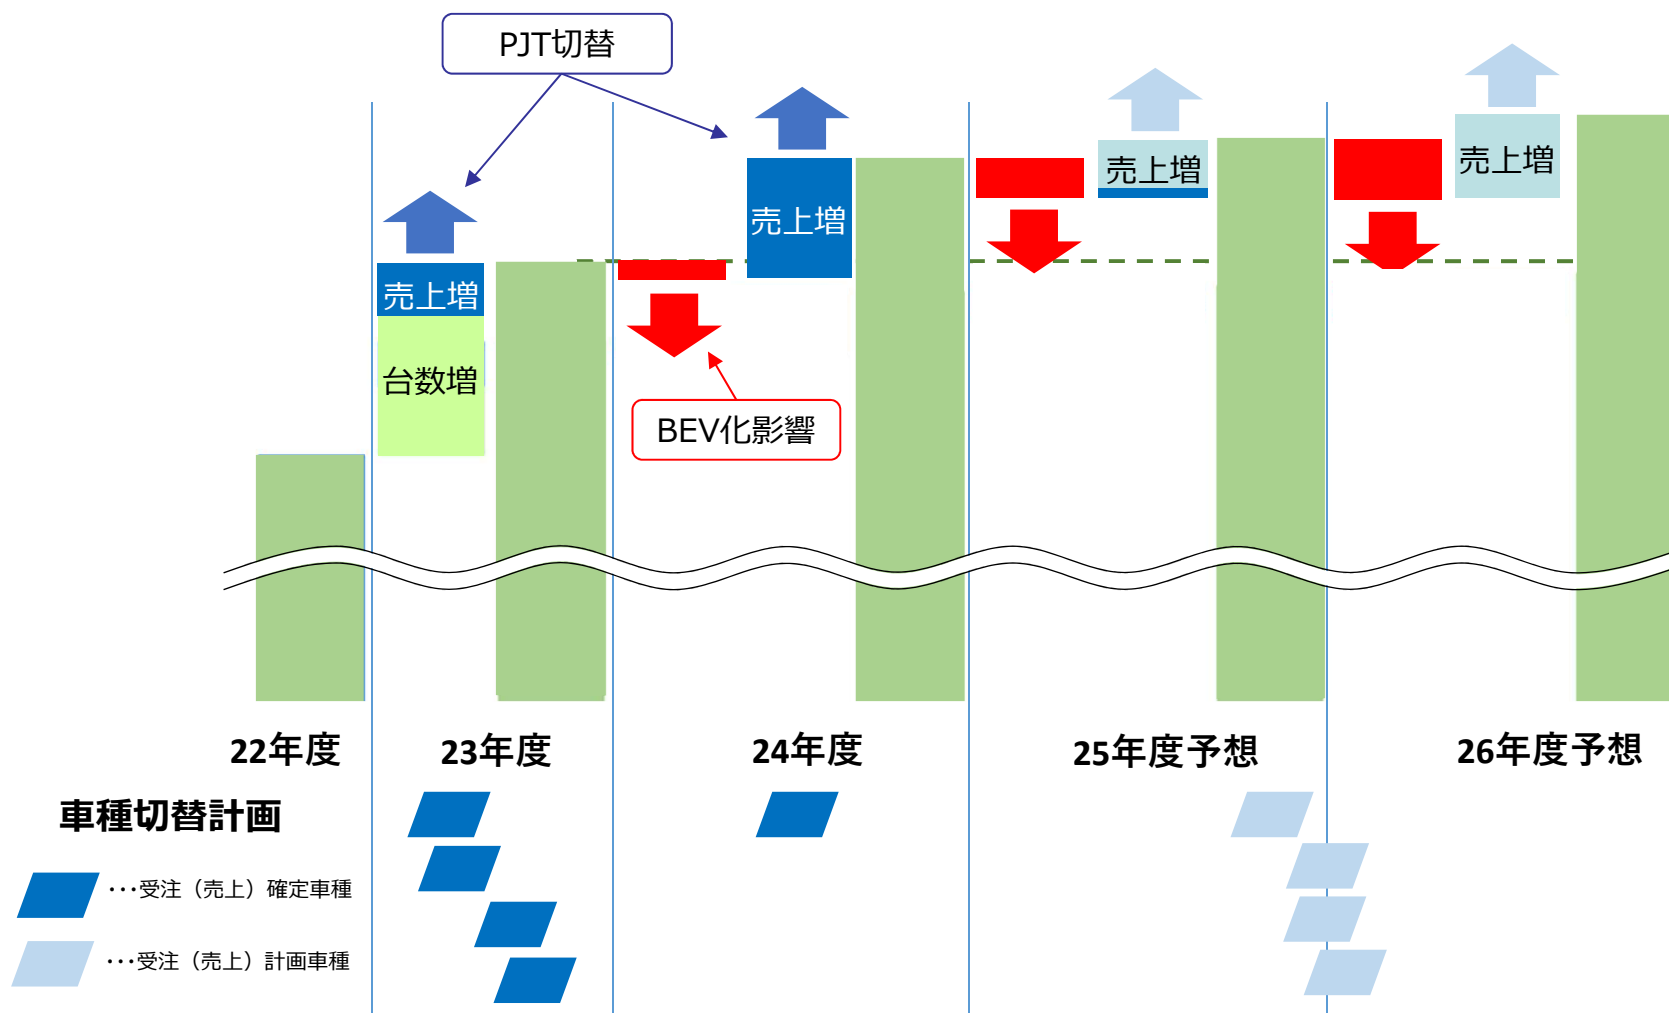 PJT切替
売上増
台数増
売上増
売上増
売上増
BEV化影響
22年度
23年度
24年度
25年度予想
26年度予想
車種切替計画
･･･受注（売上）確定車種
･･･受注（売上）計画車種